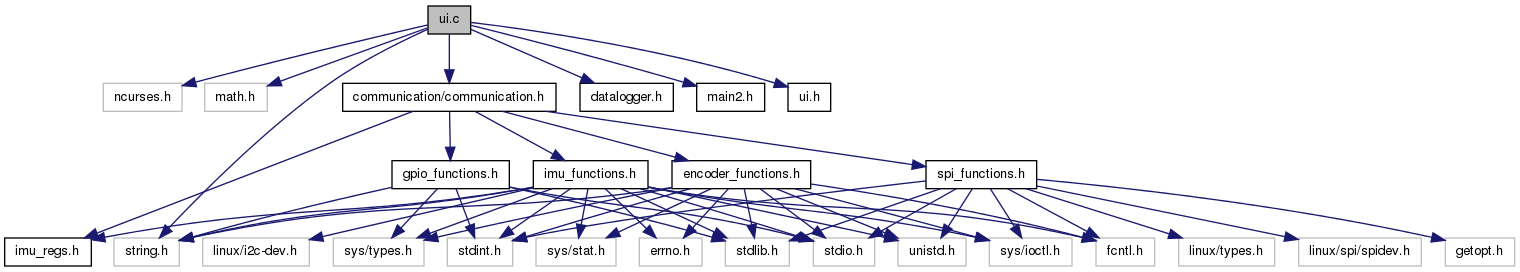 ui.c
ncurses.h
math.h
communication/communication.h
datalogger.h
main2.h
ui.h
gpio_functions.h
imu_functions.h
encoder_functions.h
spi_functions.h
imu_regs.h
string.h
linux/i2c-dev.h
sys/types.h
stdint.h
sys/stat.h
errno.h
stdlib.h
stdio.h
unistd.h
sys/ioctl.h
fcntl.h
linux/types.h
linux/spi/spidev.h
getopt.h